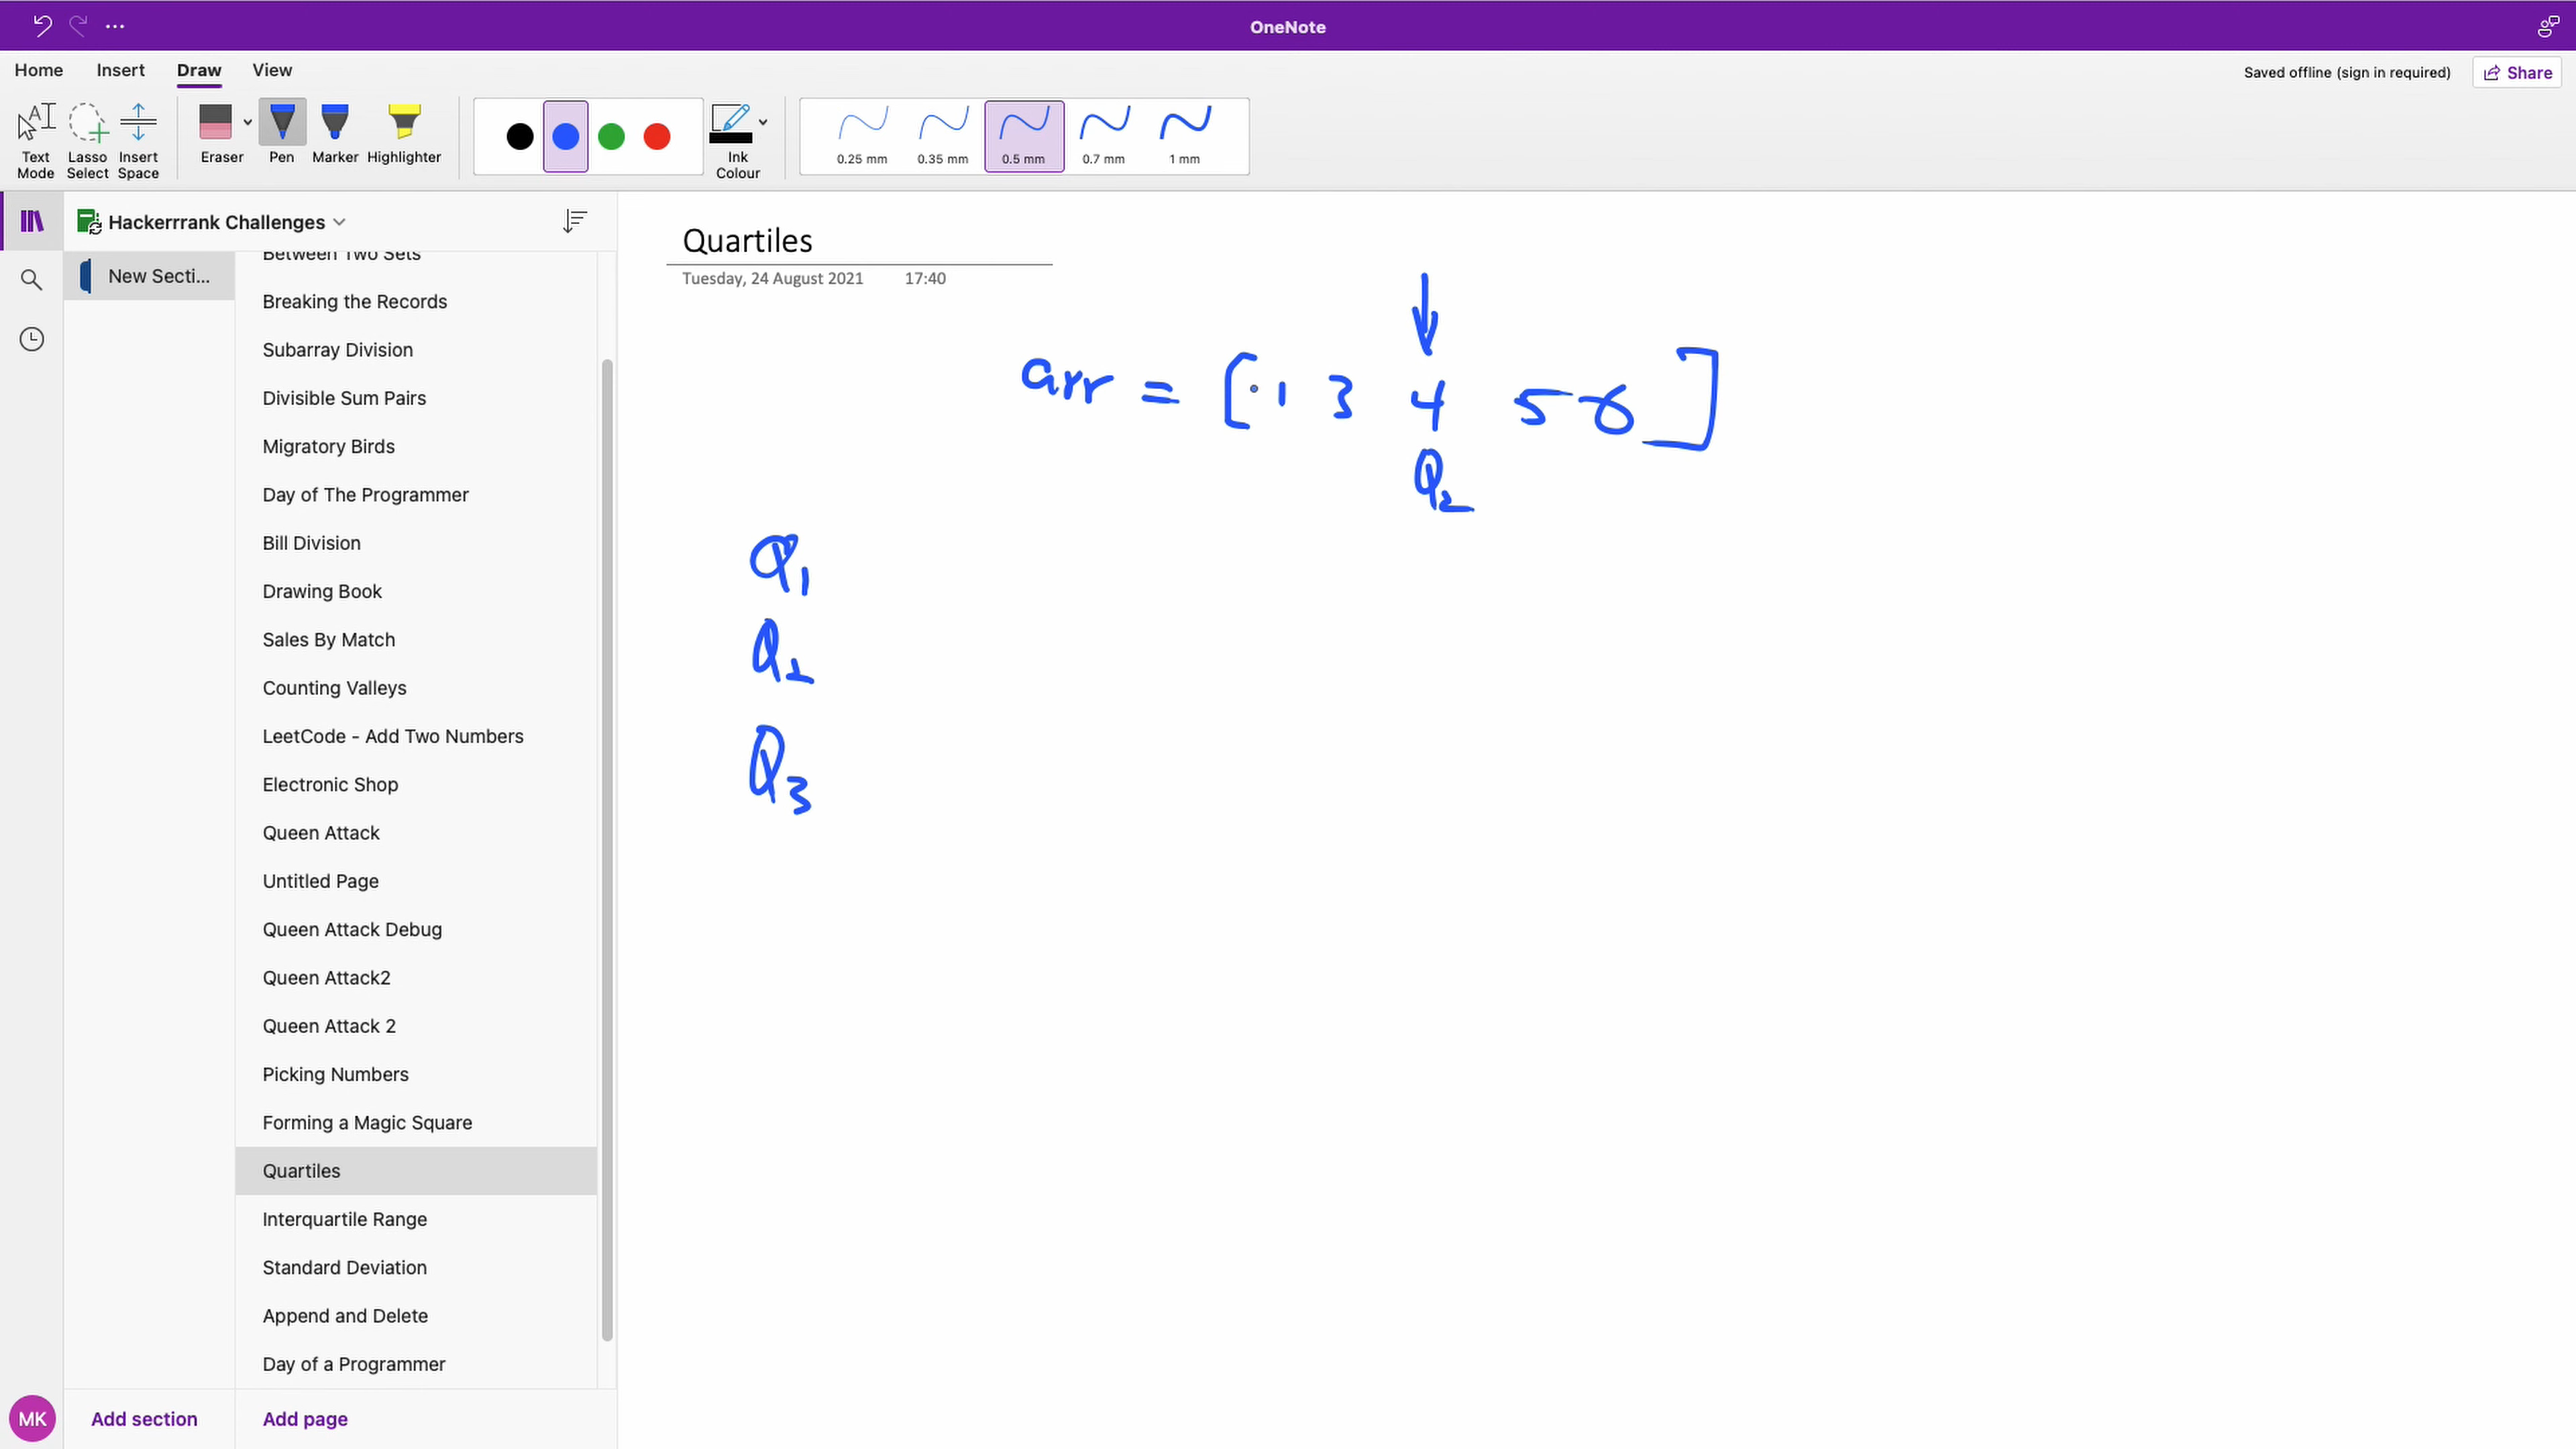 OneNote
Home Insert Draw View
Saved offline (sign in required) Share
Text Mode
Lasso Select
Insert Space
Eraser
Pen
Marker
Highlighter
Ink Colour
0.25 mm
0.35 mm
0.5 mm
0.7 mm
1 mm
Hackerrrank Challenges
New Secti...
Between Two Sets
Breaking the Records
Subarray Division
Divisible Sum Pairs
Migratory Birds
Day of The Programmer
Bill Division
Drawing Book
Sales By Match
Counting Valleys
LeetCode - Add Two Numbers
Electronic Shop
Queen Attack
Untitled Page
Queen Attack Debug
Queen Attack2
Queen Attack 2
Picking Numbers
Forming a Magic Square
Quartiles
Interquartile Range
Standard Deviation
Append and Delete
Day of a Programmer
MK
Add section
Add page
Quartiles
Tuesday, 24 August 2021 17:40
arr = [ 1 3 4 5 6 ]
Q2
Q1
Q2
Q3